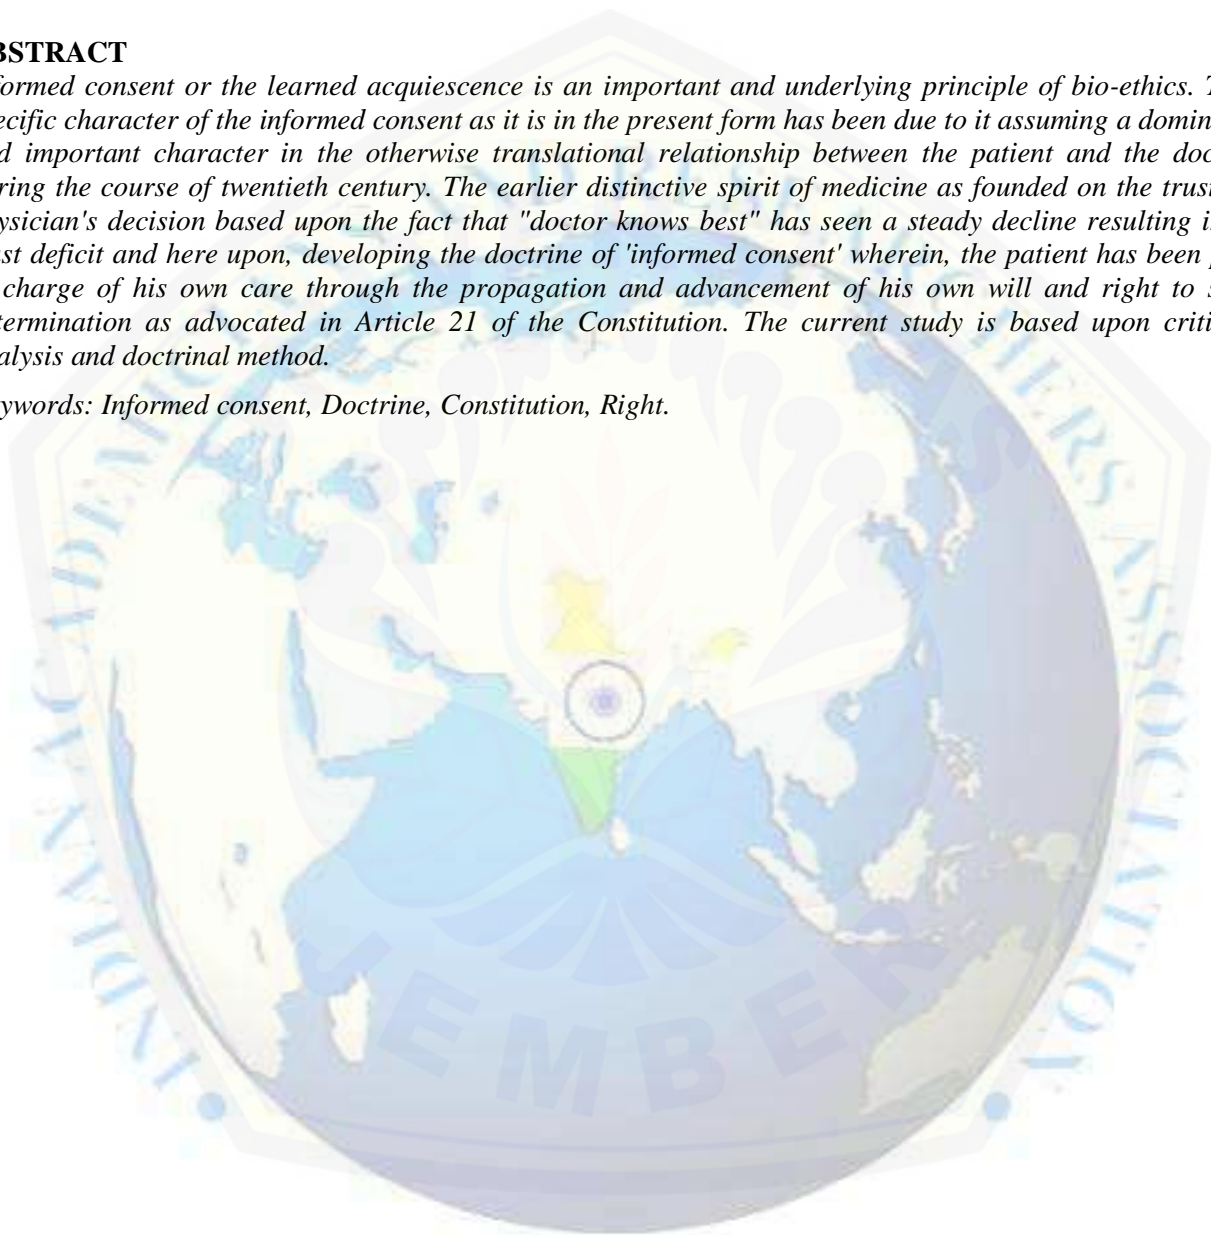 BSTRACT
formed consent or the learned acquiescence is an important and underlying principle of bio-ethics. T
ecific character of the informed consent as it is in the present form has been due to it assuming a domin
d important character in the otherwise translational relationship between the patient and the doc
ring the course of twentieth century. The earlier distinctive spirit of medicine as founded on the trust
ysician's decision based upon the fact that "doctor knows best" has seen a steady decline resulting i
st deficit and here upon, developing the doctrine of 'informed consent' wherein, the patient has been p
charge of his own care through the propagation and advancement of his own will and right to s
termination as advocated in Article 21 of the Constitution. The current study is based upon criti
alysis and doctrinal method.
ywords: Informed consent, Doctrine, Constitution, Right.
INDIAN ACADEMICIANS AND RESEARCHERS ASSOCIATION
JEMBER